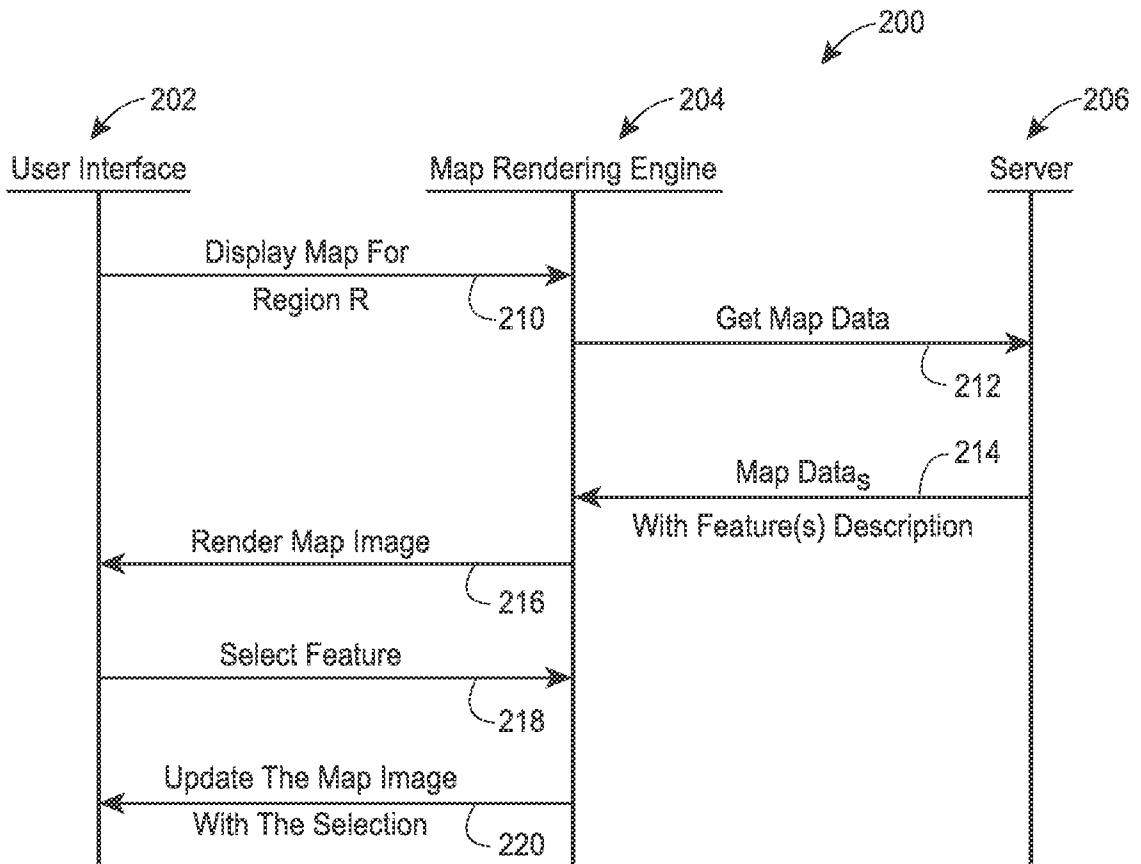 200
202
204
206
User Interface
Map Rendering Engine
Server
Display Map For
Region R
210
Get Map Data
212
214
Map Datas
With Feature(s) Description
Render Map Image
216
Select Feature
218
Update The Map Image
With The Selection
220